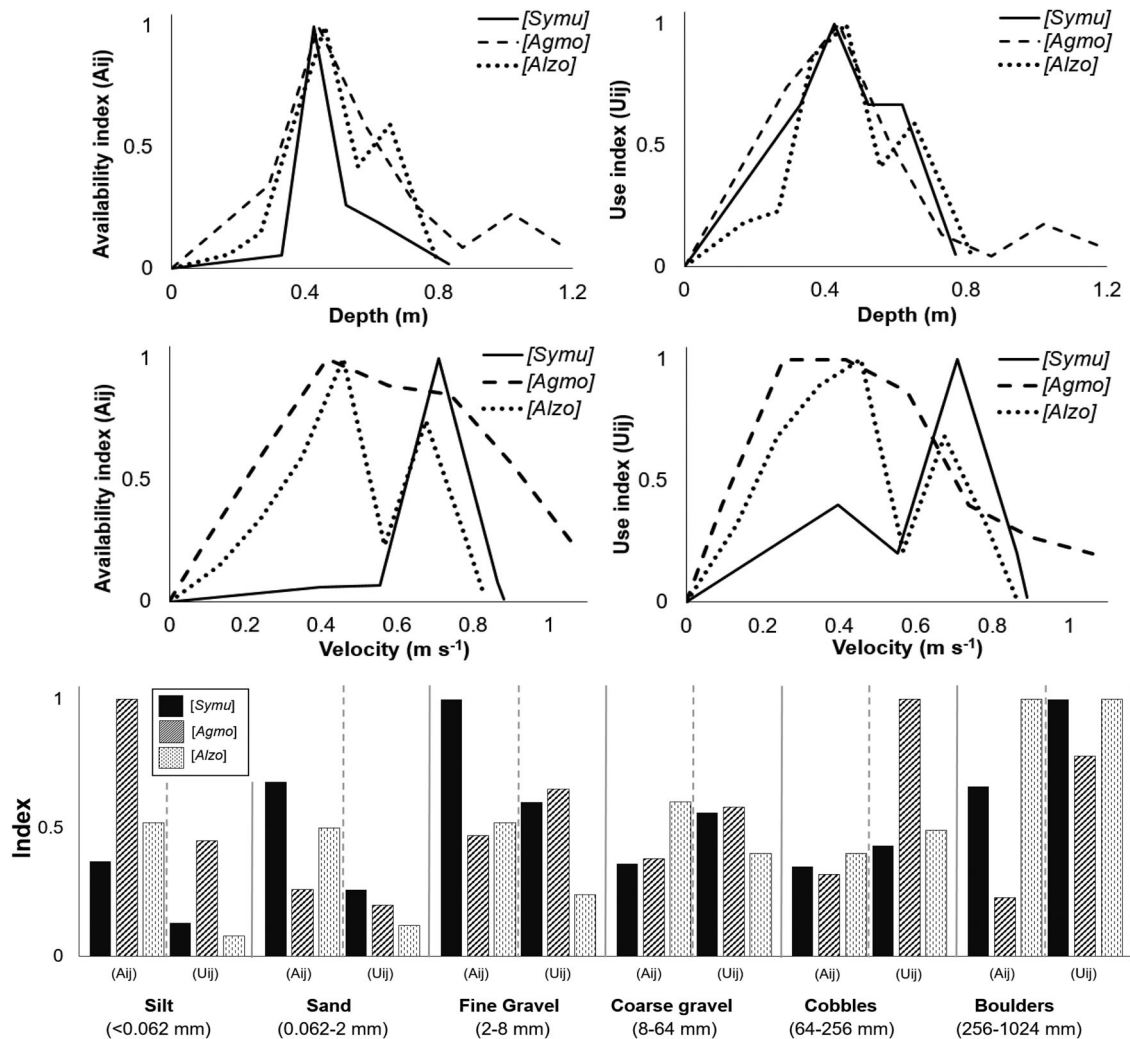 Availability index (Aij)
1
0.5
0
[Symu]
[Agmo]
[Alzo]
0
0.4
0.8
1.2
Depth (m)
Use index (Uij)
1
0.5
0
[Symu]
[Agmo]
[Alzo]
0
0.4
0.8
1.2
Depth (m)
Availability index (Aij)
1
0.5
0
[Symu]
[Agmo]
[Alzo]
0
0.2
0.4
0.6
0.8
1
Velocity (m s-1)
Use index (Uij)
1
0.5
0
[Symu]
[Agmo]
[Alzo]
0
0.2
0.4
0.6
0.8
1
Velocity (m s-1)
Index
1
0.5
0
[Symu]
[Agmo]
[Alzo]
(Aij) (Uij) (Aij) (Uij) (Aij) (Uij) (Aij) (Uij) (Aij) (Uij) (Aij) (Uij)
Silt Sand Fine Gravel Coarse gravel Cobbles Boulders
(<0.062 mm) (0.062-2 mm) (2-8 mm) (8-64 mm) (64-256 mm) (256-1024 mm)